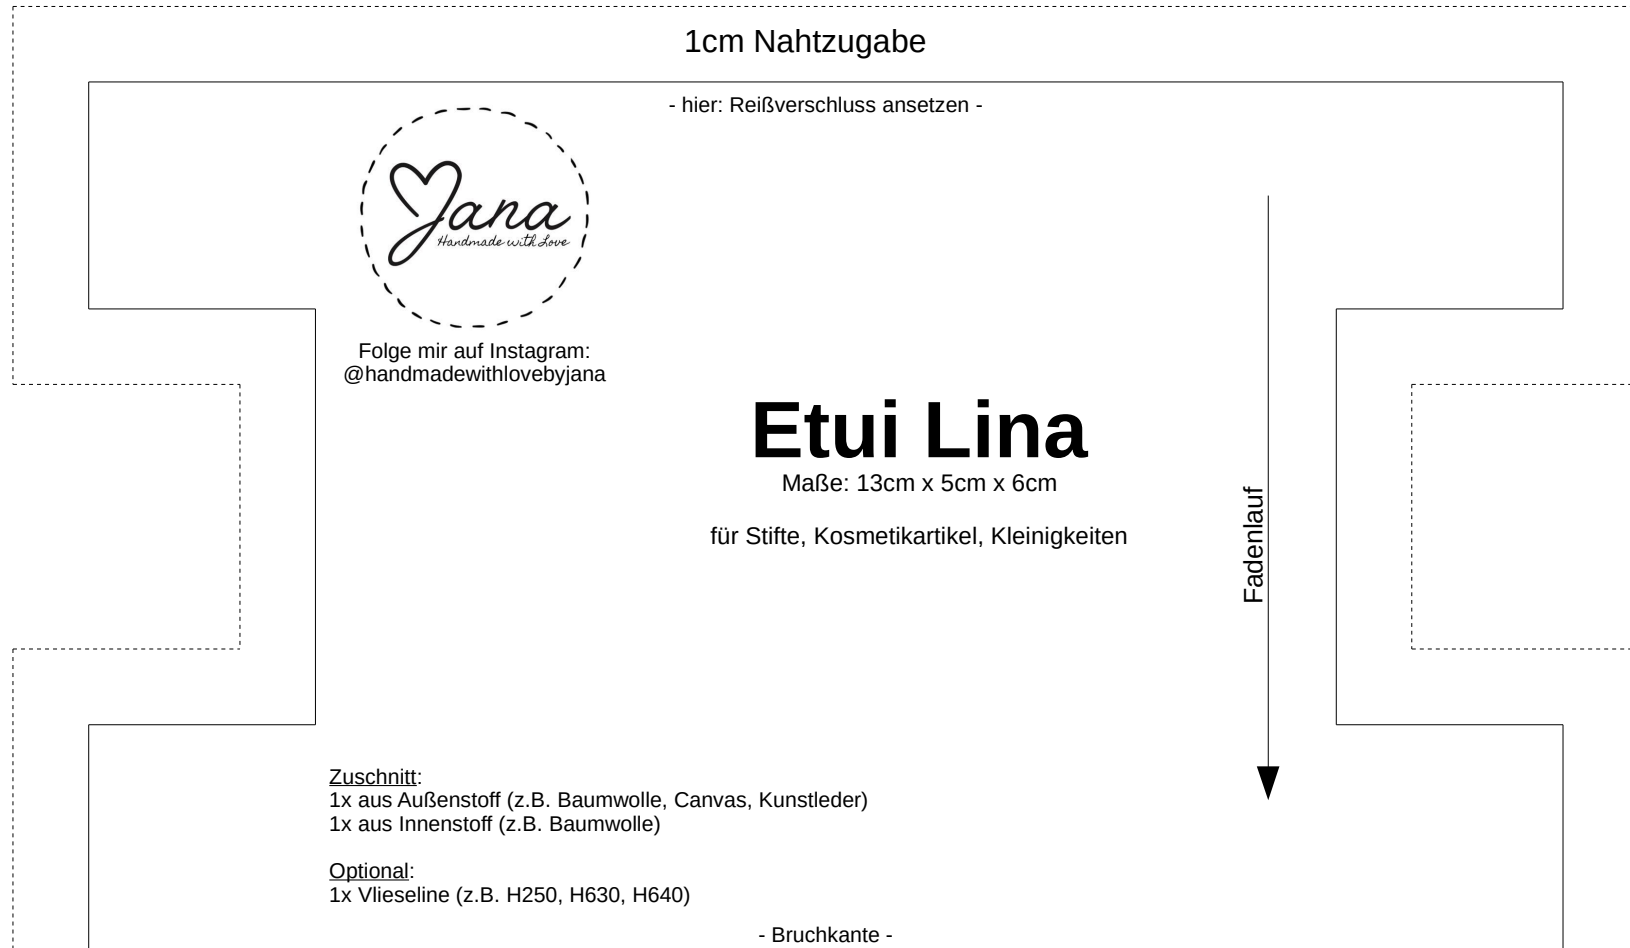 1cm Nahtzugabe
- hier: Reißverschluss ansetzen -
Jana
Handmade with Love
Folge mir auf Instagram:
@handmadewithlovebyjana
Etui Lina
Maße: 13cm x 5cm x 6cm
für Stifte, Kosmetikartikel, Kleinigkeiten
Fadenlauf
Zuschnitt:
1x aus Außenstoff (z.B. Baumwolle, Canvas, Kunstleder)
1x aus Innenstoff (z.B. Baumwolle)
Optional:
1x Vlieseline (z.B. H250, H630, H640)
- Bruchkante -